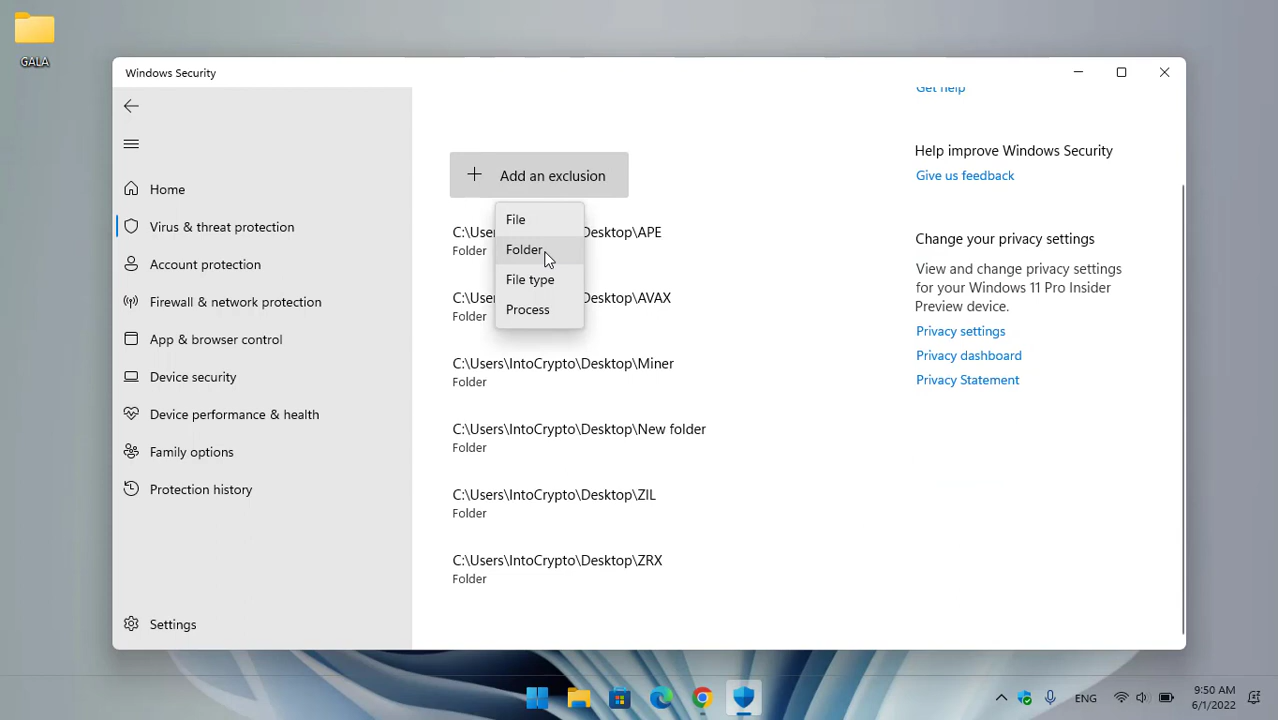 GALA
Windows Security
Get help
Home
Virus & threat protection
Account protection
Firewall & network protection
App & browser control
Device security
Device performance & health
Family options
Protection history
Settings
Add an exclusion
File
Folder
File type
Process
C:\User Desktop\APE
Folder
C:\User Desktop\AVAX
Folder
C:\Users\IntoCrypto\Desktop\Miner
Folder
C:\Users\IntoCrypto\Desktop\New folder
Folder
C:\Users\IntoCrypto\Desktop\ZIL
Folder
C:\Users\IntoCrypto\Desktop\ZRX
Folder
Help improve Windows Security
Give us feedback
Change your privacy settings
View and change privacy settings
for your Windows 11 Pro Insider
Preview device.
Privacy settings
Privacy dashboard
Privacy Statement
ENG
9:50 AM
6/1/2022